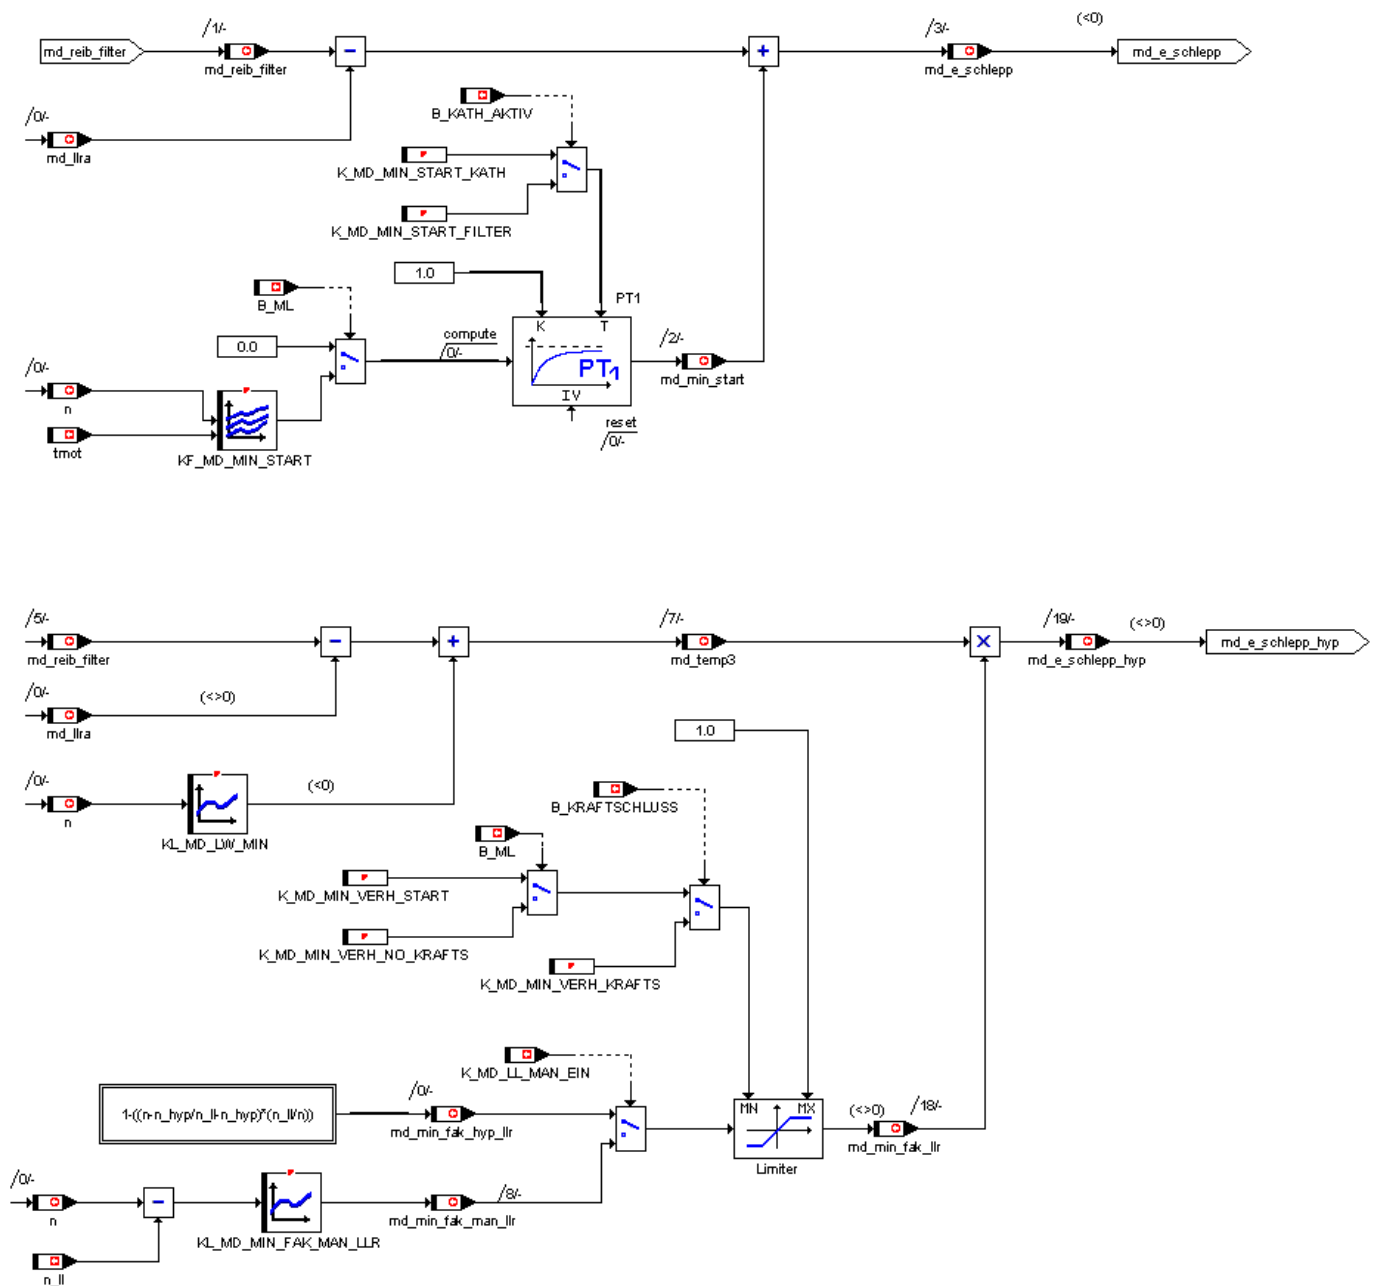 /1/-
/3/-
(<0)
md_reib_filter
md_reib_filter
-
+
md_e_schlepp
md_e_schlepp
/0/-
md_llra
B_KATH_AKTIV
K_MD_MIN_START_KATH
K_MD_MIN_START_FILTER
1.0
B_ML
PT1
K
T
0.0
compute
/0/-
/2/-
PT1
md_min_start
/0/-
n
IV
reset
/0/-
tmot
KF_MD_MIN_START
/5/-
/7/-
/19/-
(<>0)
md_reib_filter
-
+
md_temp3
×
md_e_schlepp_hyp
md_e_schlepp_hyp
/0/-
(<>0)
md_llra
1.0
/0/-
(<0)
n
KL_MD_LW_MIN
B_KRAFTSCHLUSS
B_ML
K_MD_MIN_VERH_START
K_MD_MIN_VERH_NO_KRAFTS
K_MD_MIN_VERH_KRAFTS
K_MD_LL_MAN_EIN
1-((n-n_hyp/n_ll-n_hyp)*(n_ll/n))
/0/-
md_min_fak_hyp_llr
MN
MX
(<>0)
/18/-
md_min_fak_llr
Limiter
/0/-
n
-
/8/-
md_min_fak_man_llr
KL_MD_MIN_FAK_MAN_LLR
n_ll